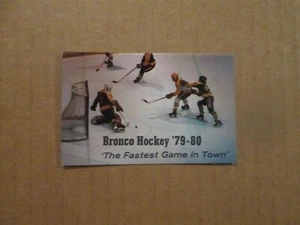 Bronco Hockey '79-80
'The Fastest Game in Town'